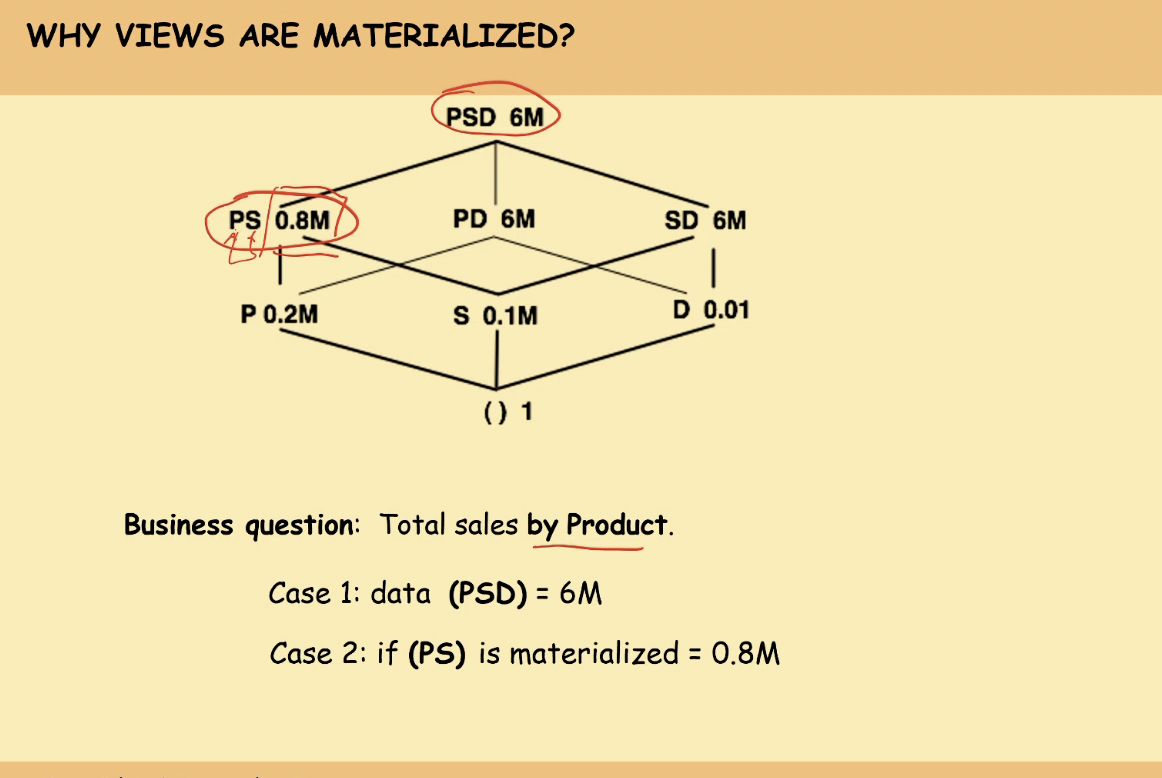 WHY VIEWS ARE MATERIALIZED?
PSD 6M
PS 0.8M PD 6M SD 6M
P 0.2M S 0.1M D 0.01
() 1
Business question: Total sales by Product.
Case 1: data (PSD) = 6M
Case 2: if (PS) is materialized = 0.8M